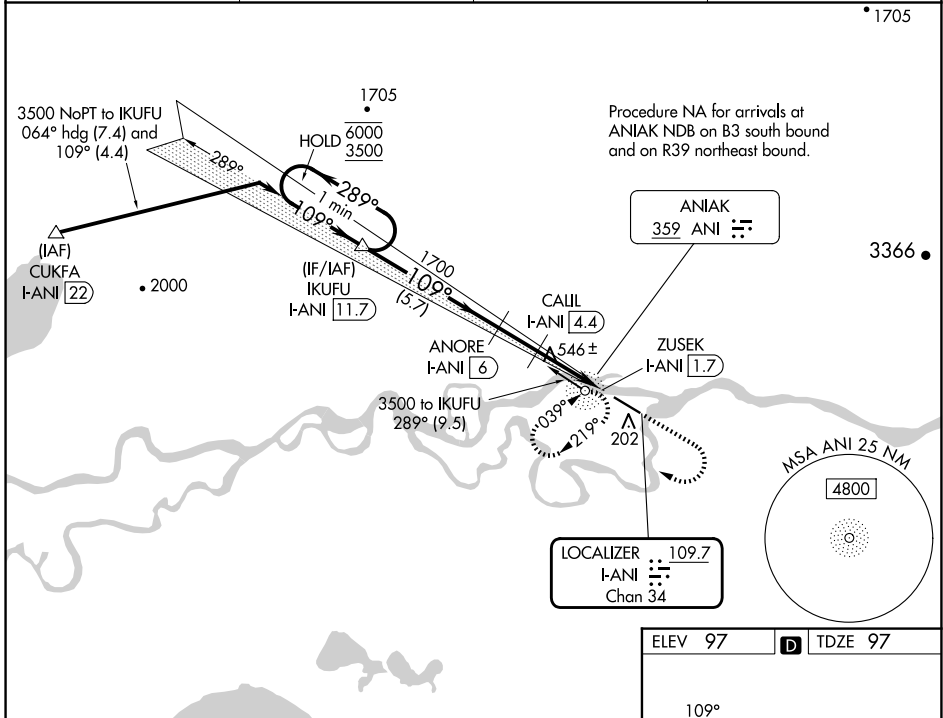 1705
3500 NoPT to IKUFU
064° hdg (7.4) and
109° (4.4)
1705
HOLD 6000
3500
Procedure NA for arrivals at
ANIAK NDB on B3 south bound
and on R39 northeast bound.
289°
289°
1 min
109°
ANIAK
359 ANI
(IAF)
CUKFA
I-ANI 22
2000
(IF/IAF)
IKUFU
I-ANI 11.7
1700
109°
(5.7)
3366
CALIL
I-ANI 4.4
546 ±
ANORE
I-ANI 6
ZUSEK
I-ANI 1.7
3500 to IKUFU
289° (9.5)
039°
219°
202
MSA ANI 25 NM
4800
LOCALIZER 109.7
I-ANI
Chan 34
ELEV 97 D TDZE 97
109°